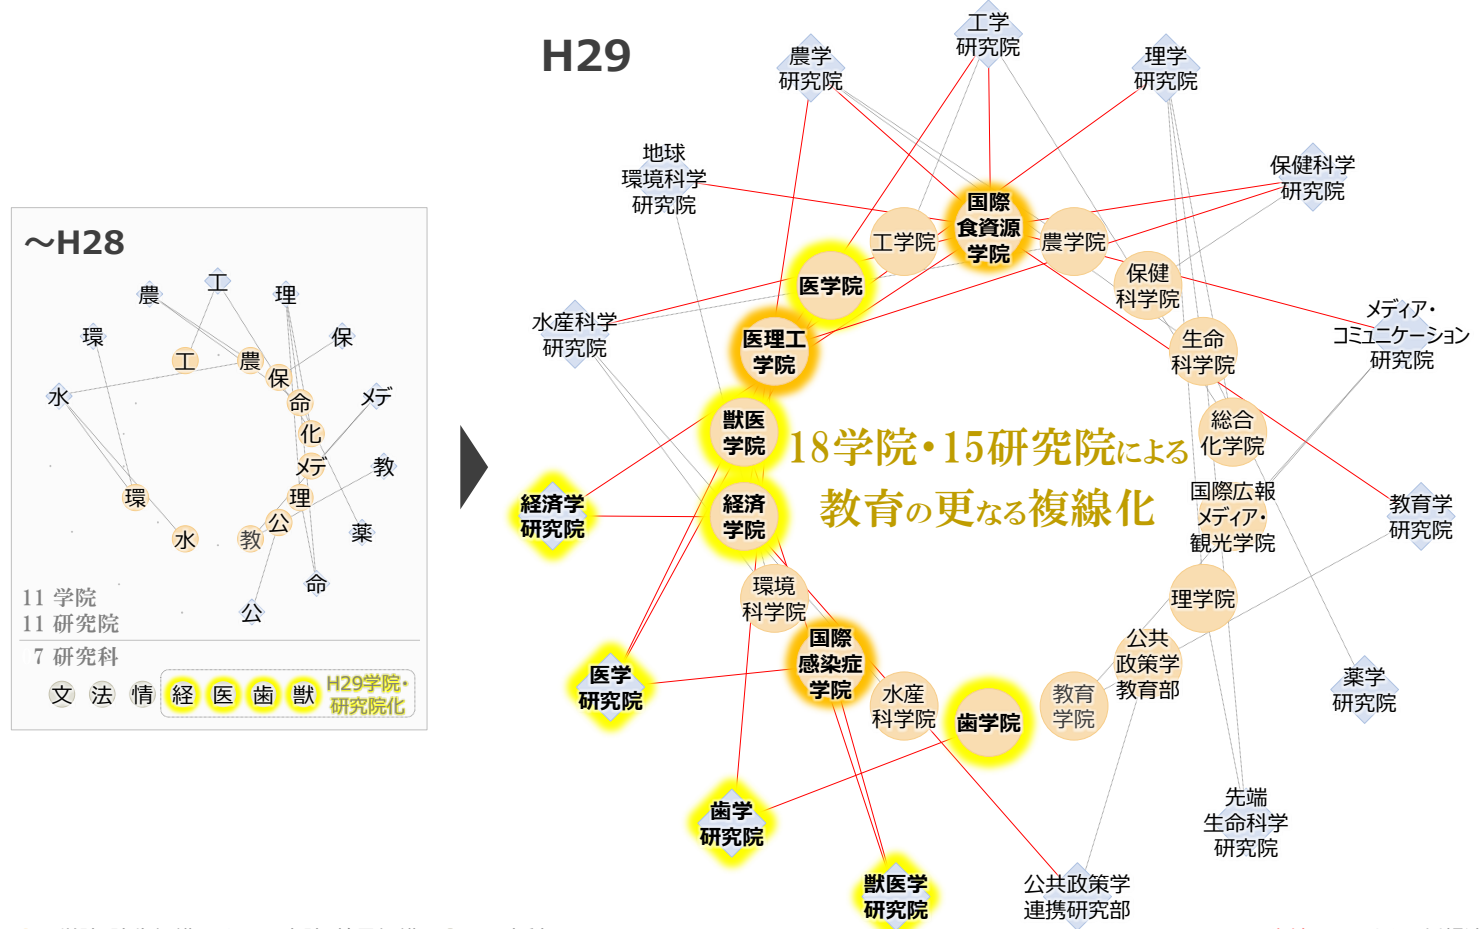 ～H28
工
農
理
環
保
工
農
保
水
命
メデ
化
メデ
教
環
理
公
水
教
薬
命
公
11 学院
11 研究院
7 研究科
文
法
情
経
医
歯
獣
H29学院・
研究院化
H29
工学
研究院
農学
研究院
理学
研究院
地球
環境科学
研究院
保健科学
研究院
水産科学
研究院
メディア・
コミュニケーション
研究院
国際
食資源
学院
工学院
農学院
医学院
保健
科学院
医理工
学院
生命
科学院
獣医
学院
総合
化学院
18学院・15研究院による
教育の更なる複線化
経済学
研究院
経済
学院
国際広報
メディア・
観光学院
教育学
研究院
環境
科学院
理学院
国際
感染症
学院
公共
政策学
教育部
医学
研究院
水産
科学院
歯学院
教育
学院
薬学
研究院
歯学
研究院
先端
生命科学
研究院
獣医学
研究院
公共政策学
連携研究部